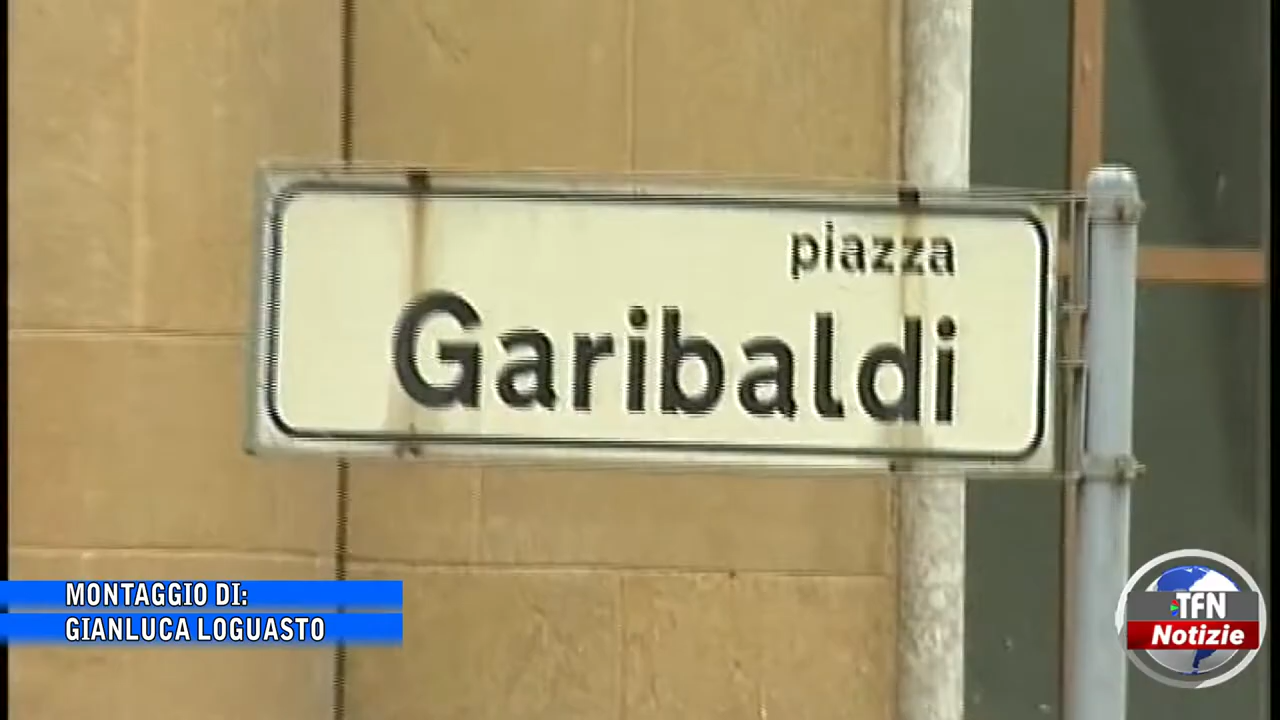 piazza
Garibaldi
MONTAGGIO DI:
GIANLUCA LOGUASTO
TFN
Notizie